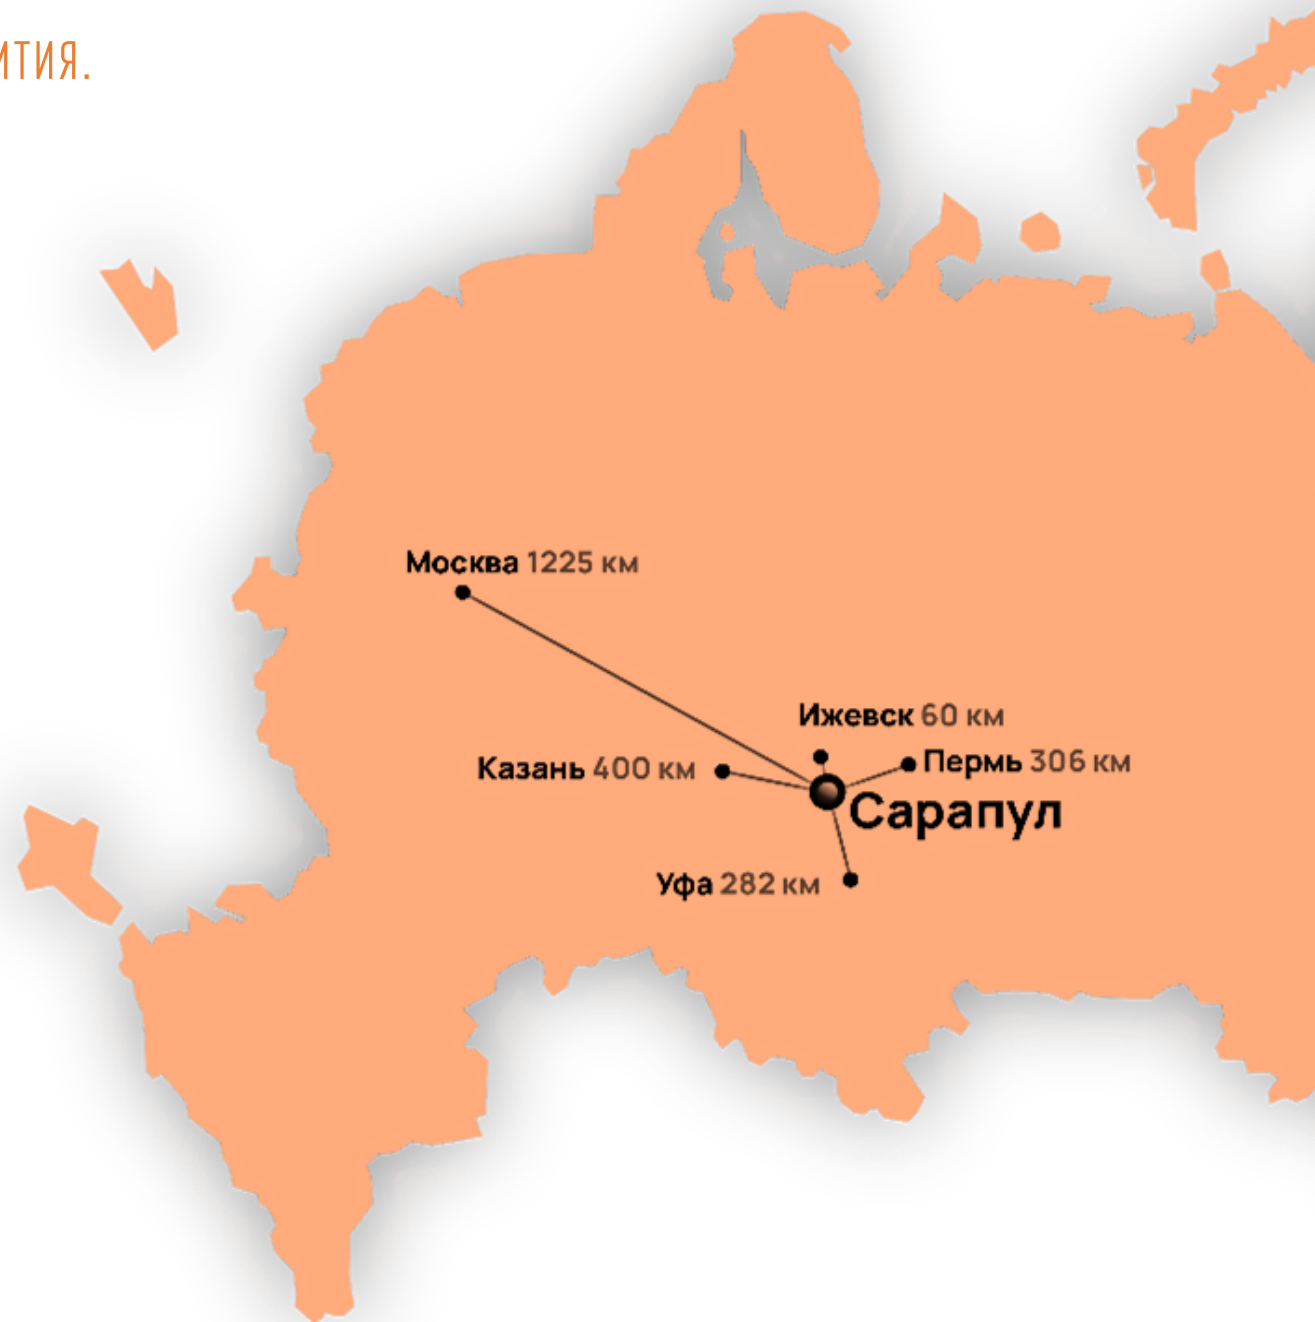 ИТИЯ.
Москва 1225 км
Ижевск 60 км
Казань 400 км
Пермь 306 км
Сарапул
Уфа 282 км